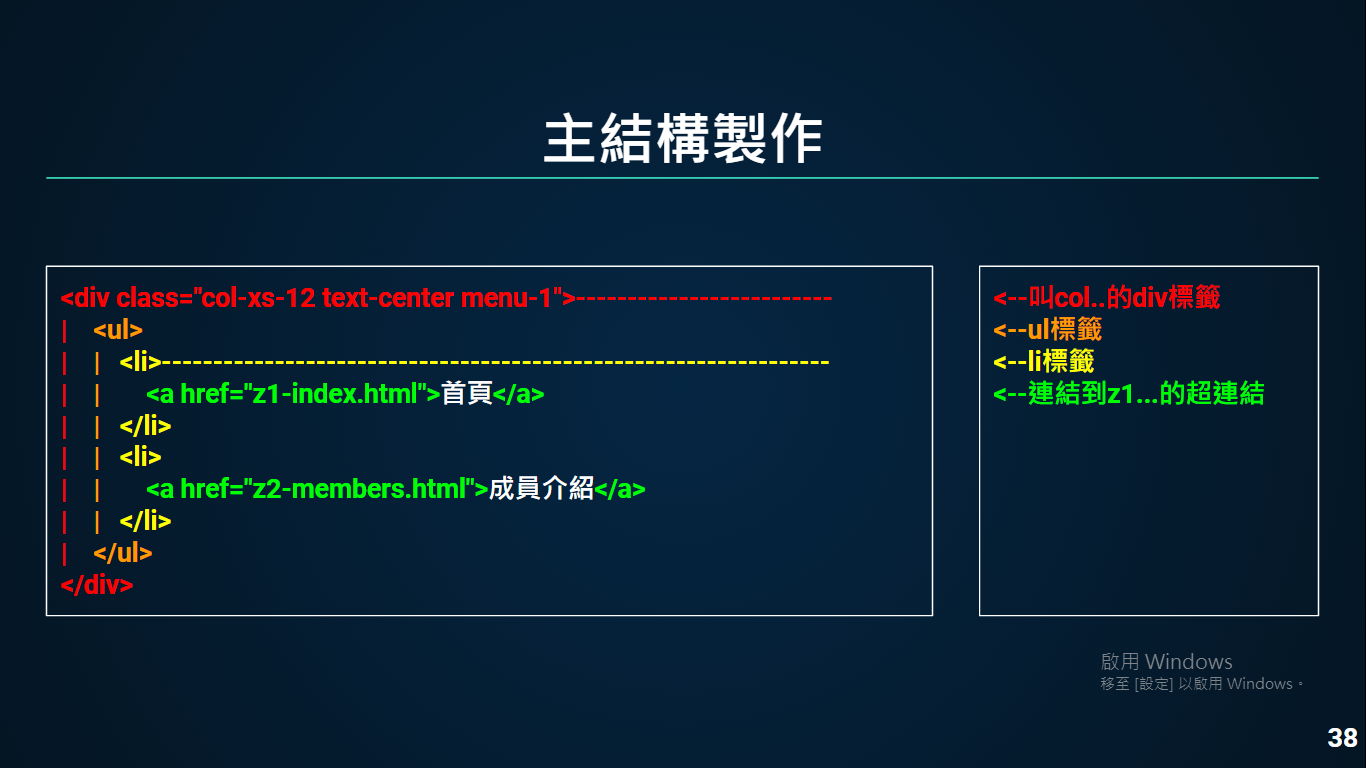 主結構製作
<div class="col-xs-12 text-center menu-1">-------------------------
| <ul>
| | <li>-----------------------------------------------------------------
| | <a href="z1-index.html">首頁</a>
| | </li>
| | <li>
| | <a href="z2-members.html">成員介紹</a>
| | </li>
| </ul>
</div>
<--叫col..的div標籤
<--ul標籤
<--li標籤
<--連結到z1...的超連結
啟用 Windows
移至 [設定] 以啟用 Windows。
38